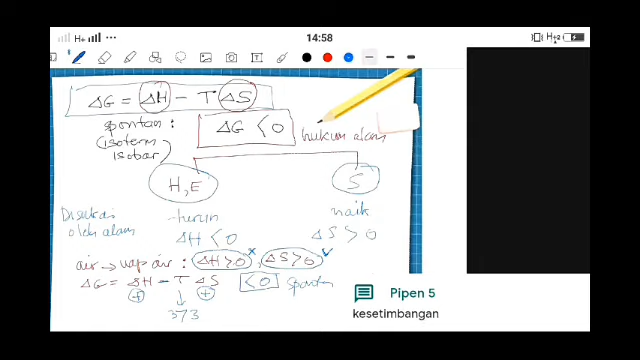 H+ 14:58 H+
ΔG = ΔH - T ΔS
spontan : ΔG < 0 hukum alam
(isoterm
isobar)
H, E S
Disukai turun naik
oleh alam ΔH < 0 ΔS > 0
air → uap air : ΔH > 0 x, ΔS > 0 ✓
ΔG = ΔH - T ΔS < 0 spontan
+ ↓ +
373
Pipen 5
kesetimbangan